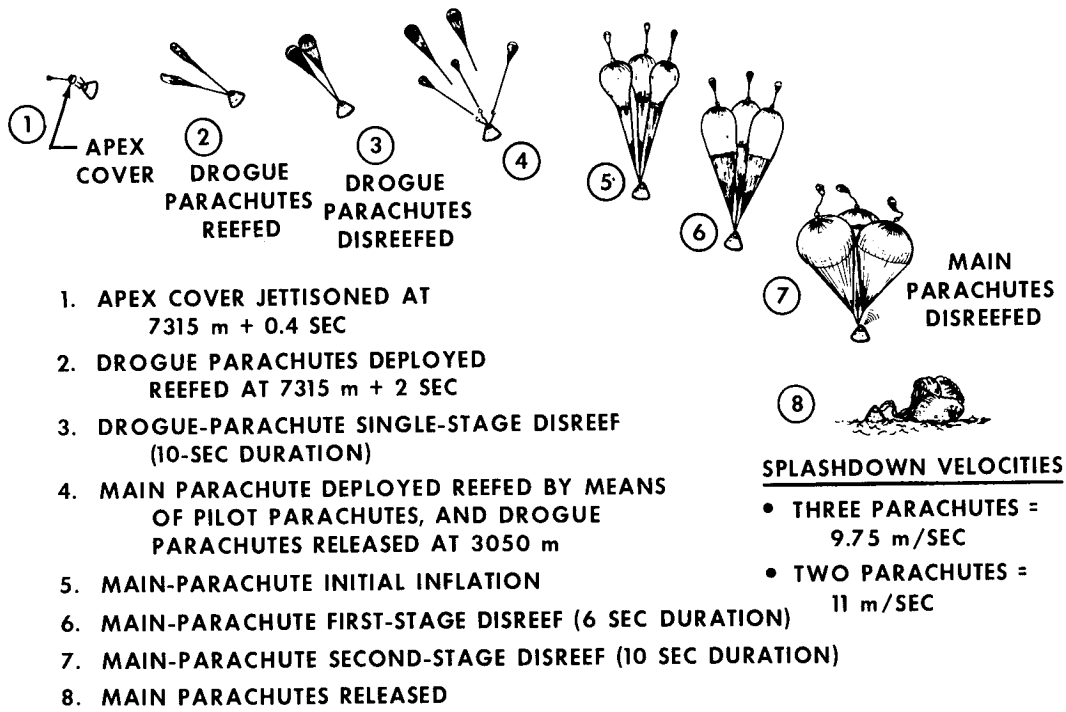 1
APEX
COVER
2
DROGUE
PARACHUTES
REEFED
3
DROGUE
PARACHUTES
DISREEFED
4
5
6
7
MAIN
PARACHUTES
DISREEFED
8
1. APEX COVER JETTISONED AT
7315 m + 0.4 SEC
2. DROGUE PARACHUTES DEPLOYED
REEFED AT 7315 m + 2 SEC
3. DROGUE-PARACHUTE SINGLE-STAGE DISREEF
(10-SEC DURATION)
4. MAIN PARACHUTE DEPLOYED REEFED BY MEANS
OF PILOT PARACHUTES, AND DROGUE
PARACHUTES RELEASED AT 3050 m
5. MAIN-PARACHUTE INITIAL INFLATION
6. MAIN-PARACHUTE FIRST-STAGE DISREEF (6 SEC DURATION)
7. MAIN-PARACHUTE SECOND-STAGE DISREEF (10 SEC DURATION)
8. MAIN PARACHUTES RELEASED
SPLASHDOWN VELOCITIES
• THREE PARACHUTES =
9.75 m/SEC
• TWO PARACHUTES =
11 m/SEC